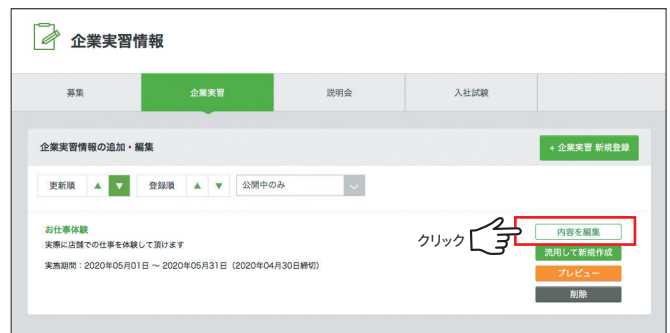 企業実習情報
募集 企業実習 説明会 入社試験
企業実習情報の追加・編集
+ 企業実習 新規登録
更新順 ▲ ▼ 登録順 ▲ ▼ 公開中のみ
お仕事体験
実際に店舗での仕事を体験して頂けます
実施期間：2020年05月01日 ～ 2020年05月31日（2020年04月30日締切）
クリック
内容を編集
流用して新規作成
プレビュー
削除